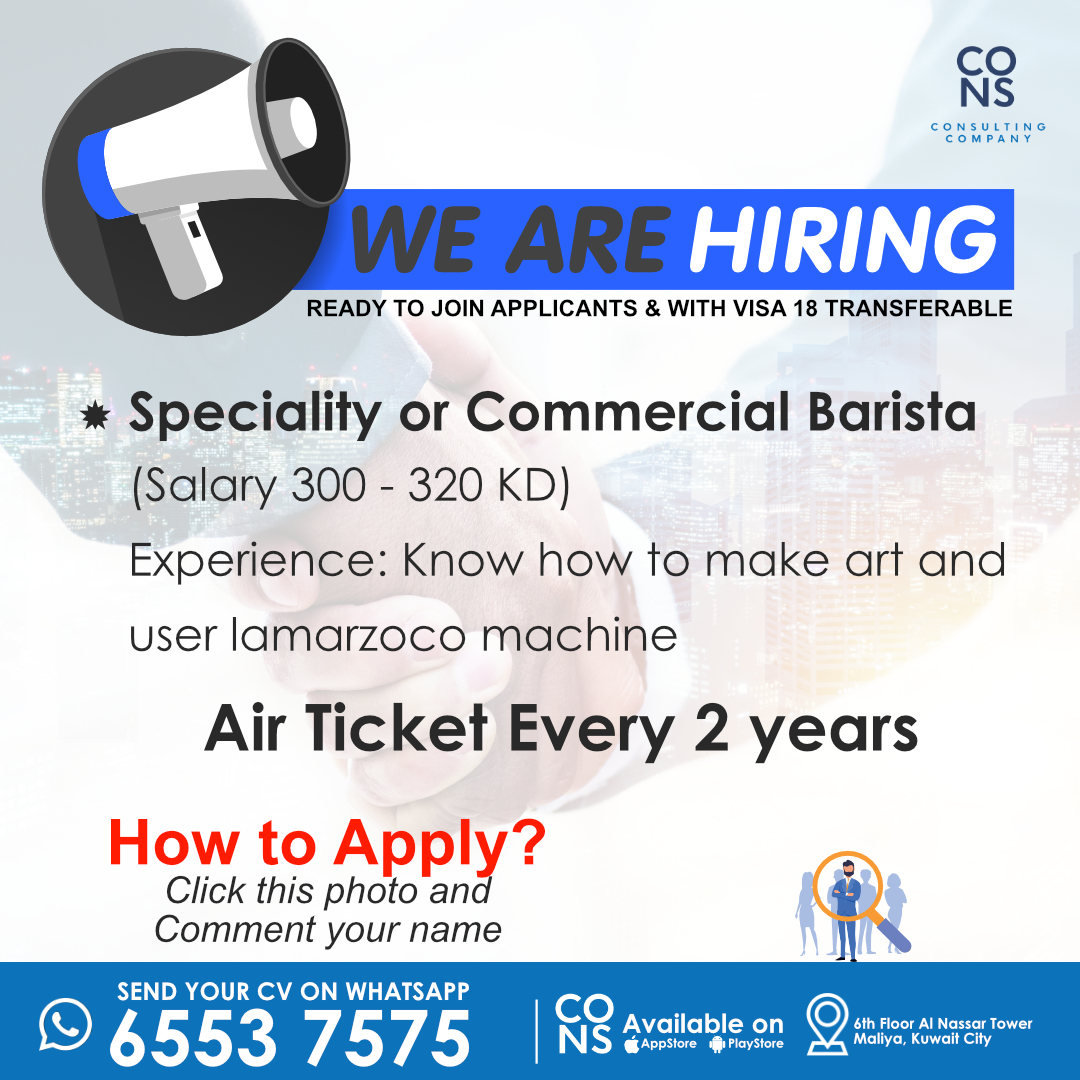 CO
NS
CONSULTING
COMPANY
WE ARE HIRING
READY TO JOIN APPLICANTS & WITH VISA 18 TRANSFERABLE
Speciality or Commercial Barista
(Salary 300 - 320 KD)
Experience: Know how to make art and
user lamarzoco machine
Air Ticket Every 2 years
How to Apply?
Click this photo and
Comment your name
SEND YOUR CV ON WHATSAPP
6553 7575
CO
NS
Available on
AppStore PlayStore
6th Floor Al Nassar Tower
Maliya, Kuwait City